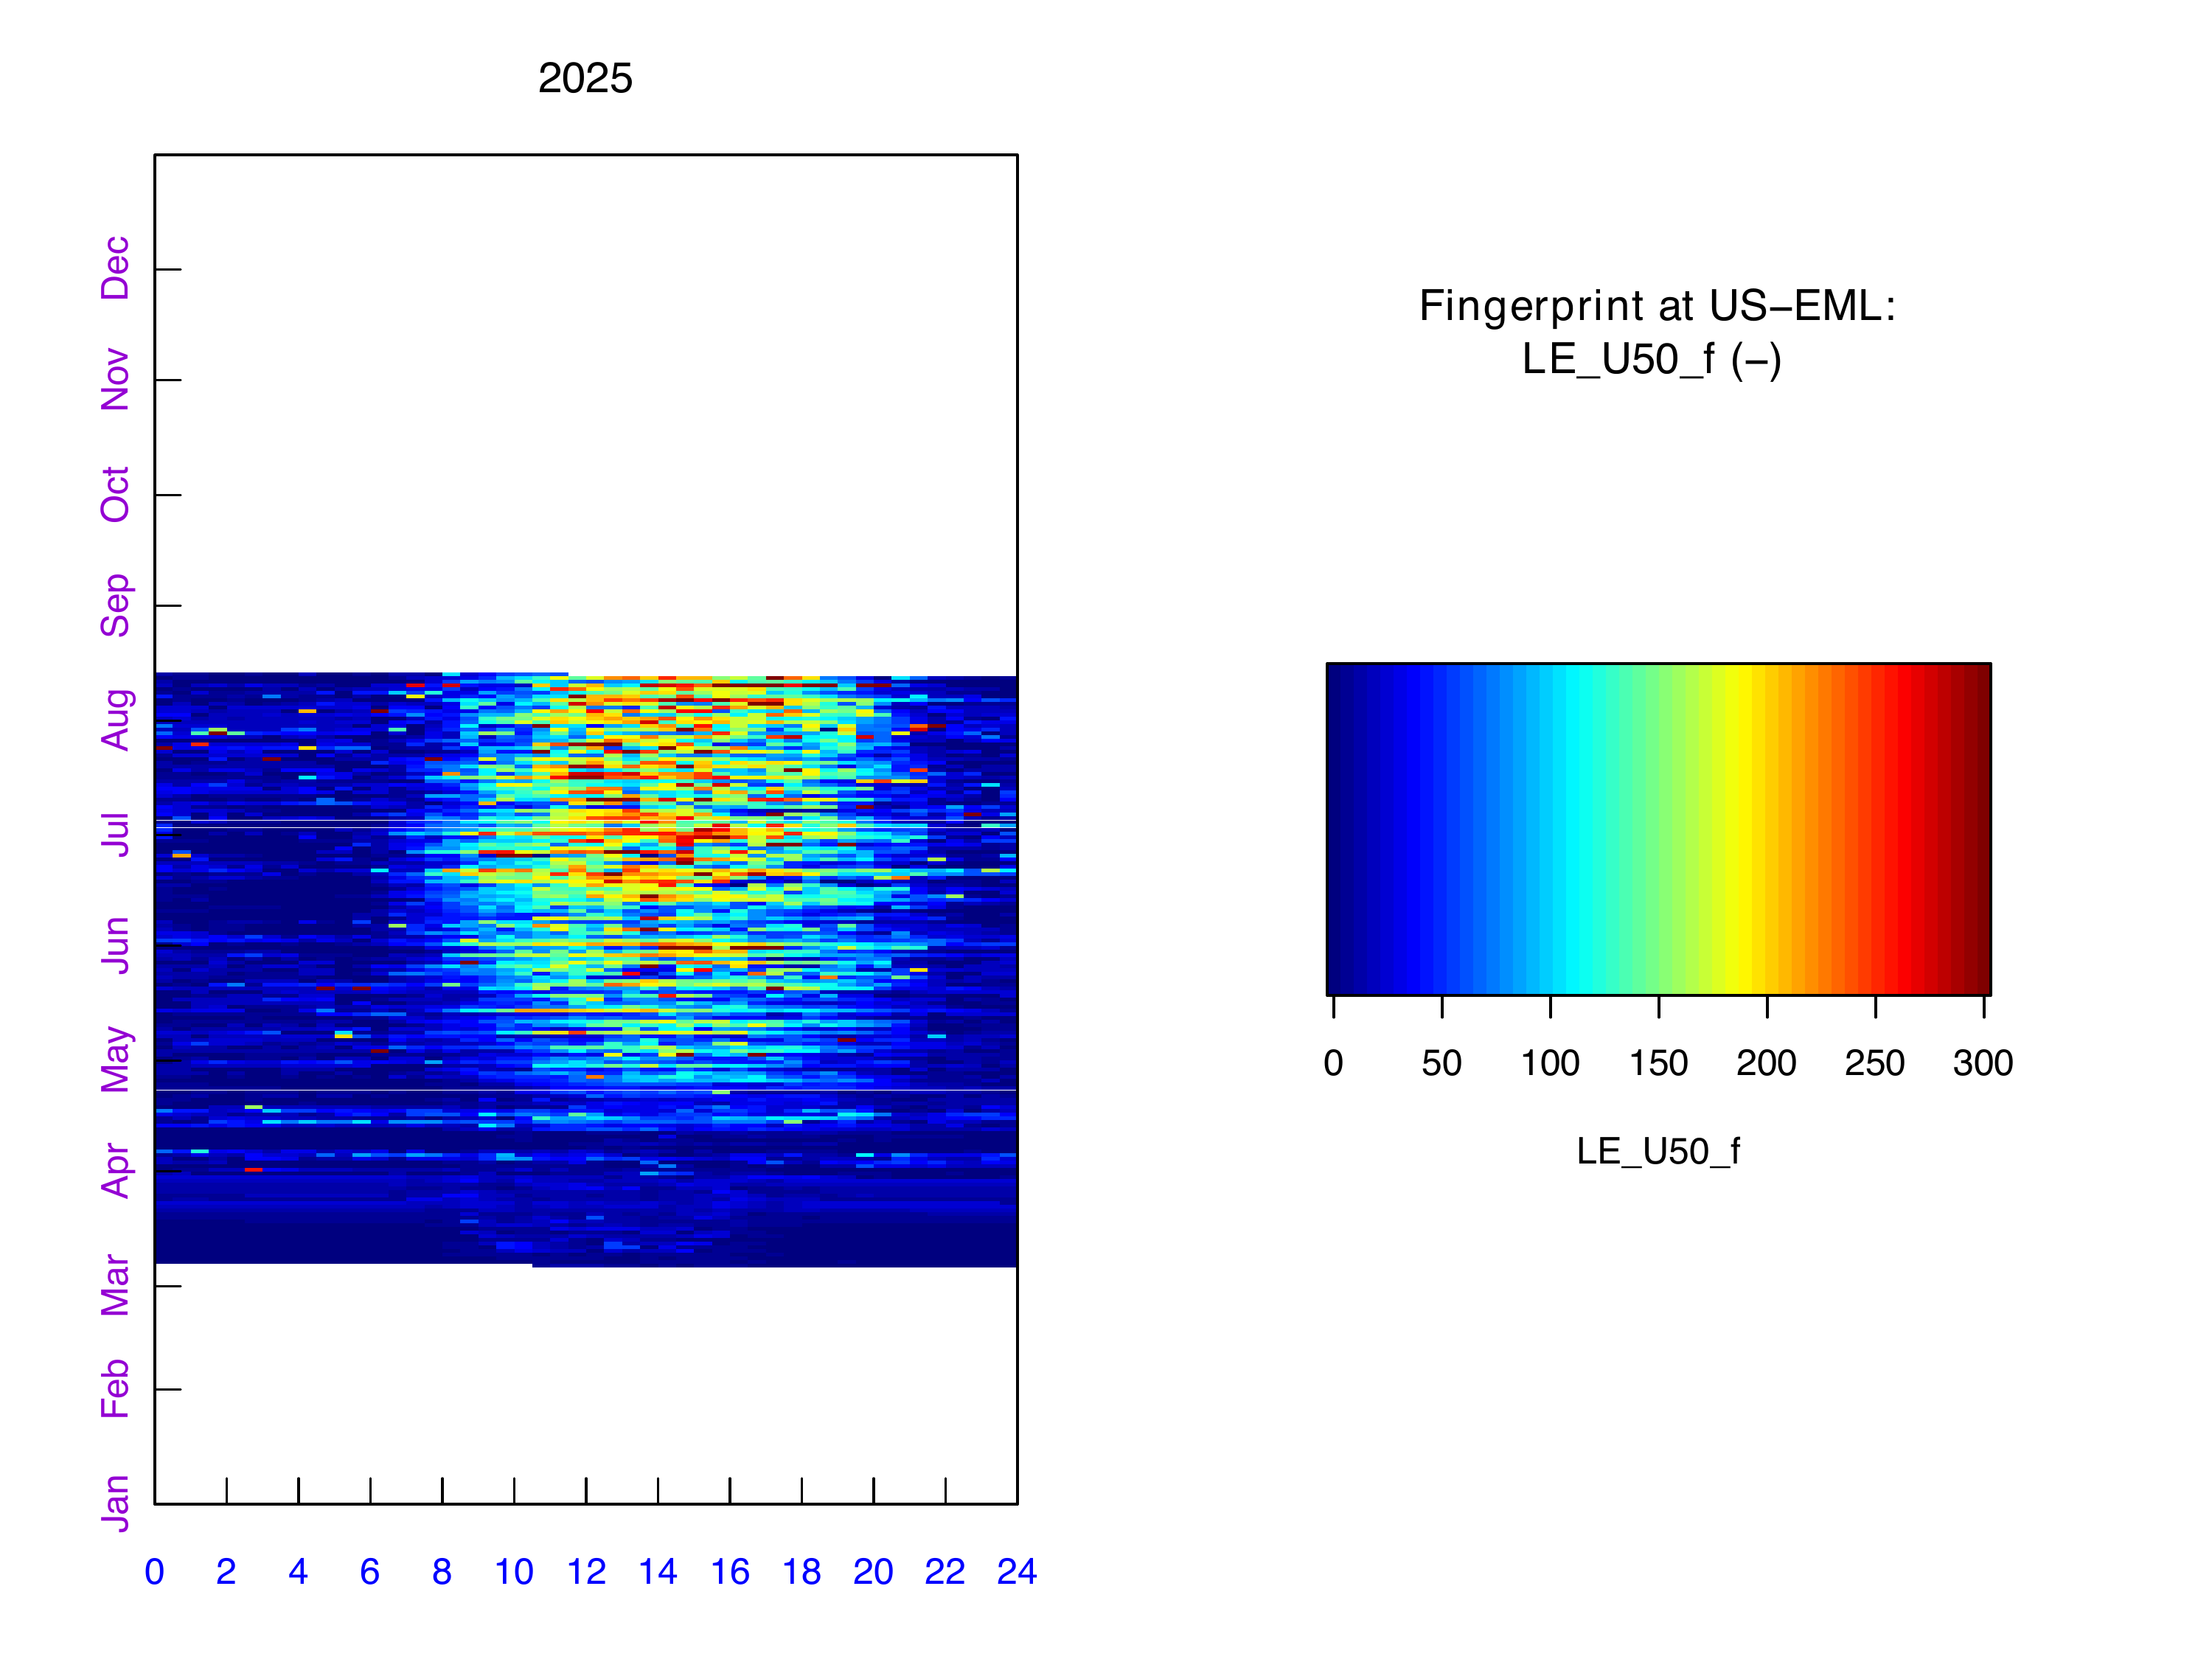 2025
Dec
Nov
Oct
Sep
Aug
Jul
Jun
May
Apr
Mar
Feb
Jan
0 2 4 6 8 10 12 14 16 18 20 22 24
Fingerprint at US−EML:
LE_U50_f (−)
0 50 100 150 200 250 300
LE_U50_f